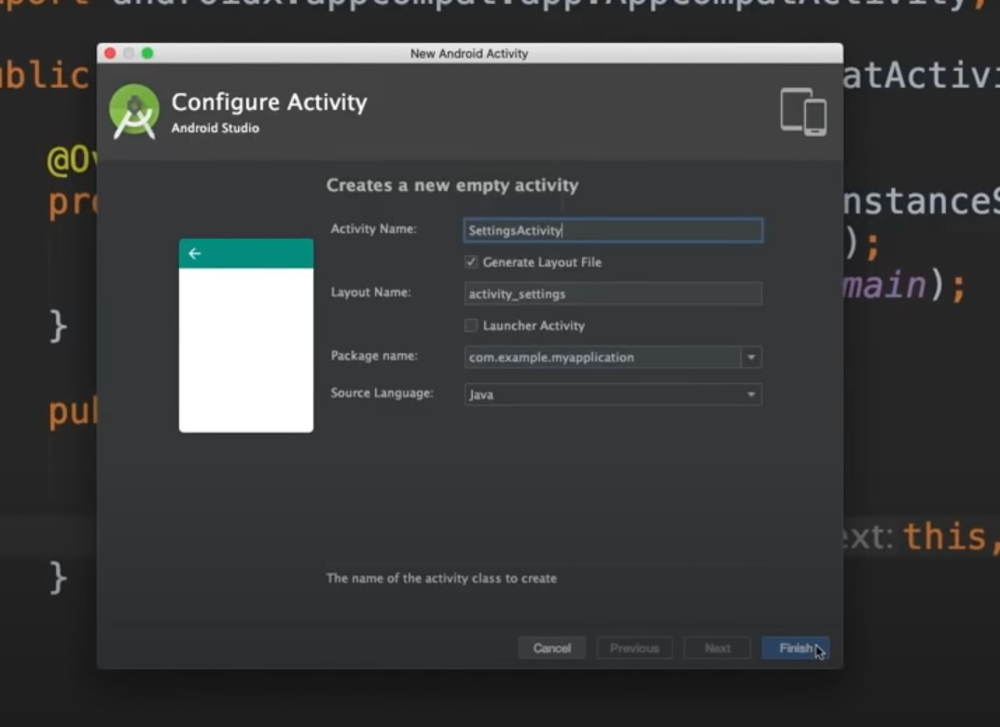 androidx.appcompat.app.AppCompatActivity;
New Android Activity
Configure Activity
Android Studio
Creates a new empty activity
Activity Name: SettingsActivity
Generate Layout File
Layout Name: activity_settings
Launcher Activity
Package name: com.example.myapplication
Source Language: Java
The name of the activity class to create
Cancel Previous Next Finish
ublic
atActivi
@Ov
pro
nstanceS
);
main);
}
pub
ext: this,
}